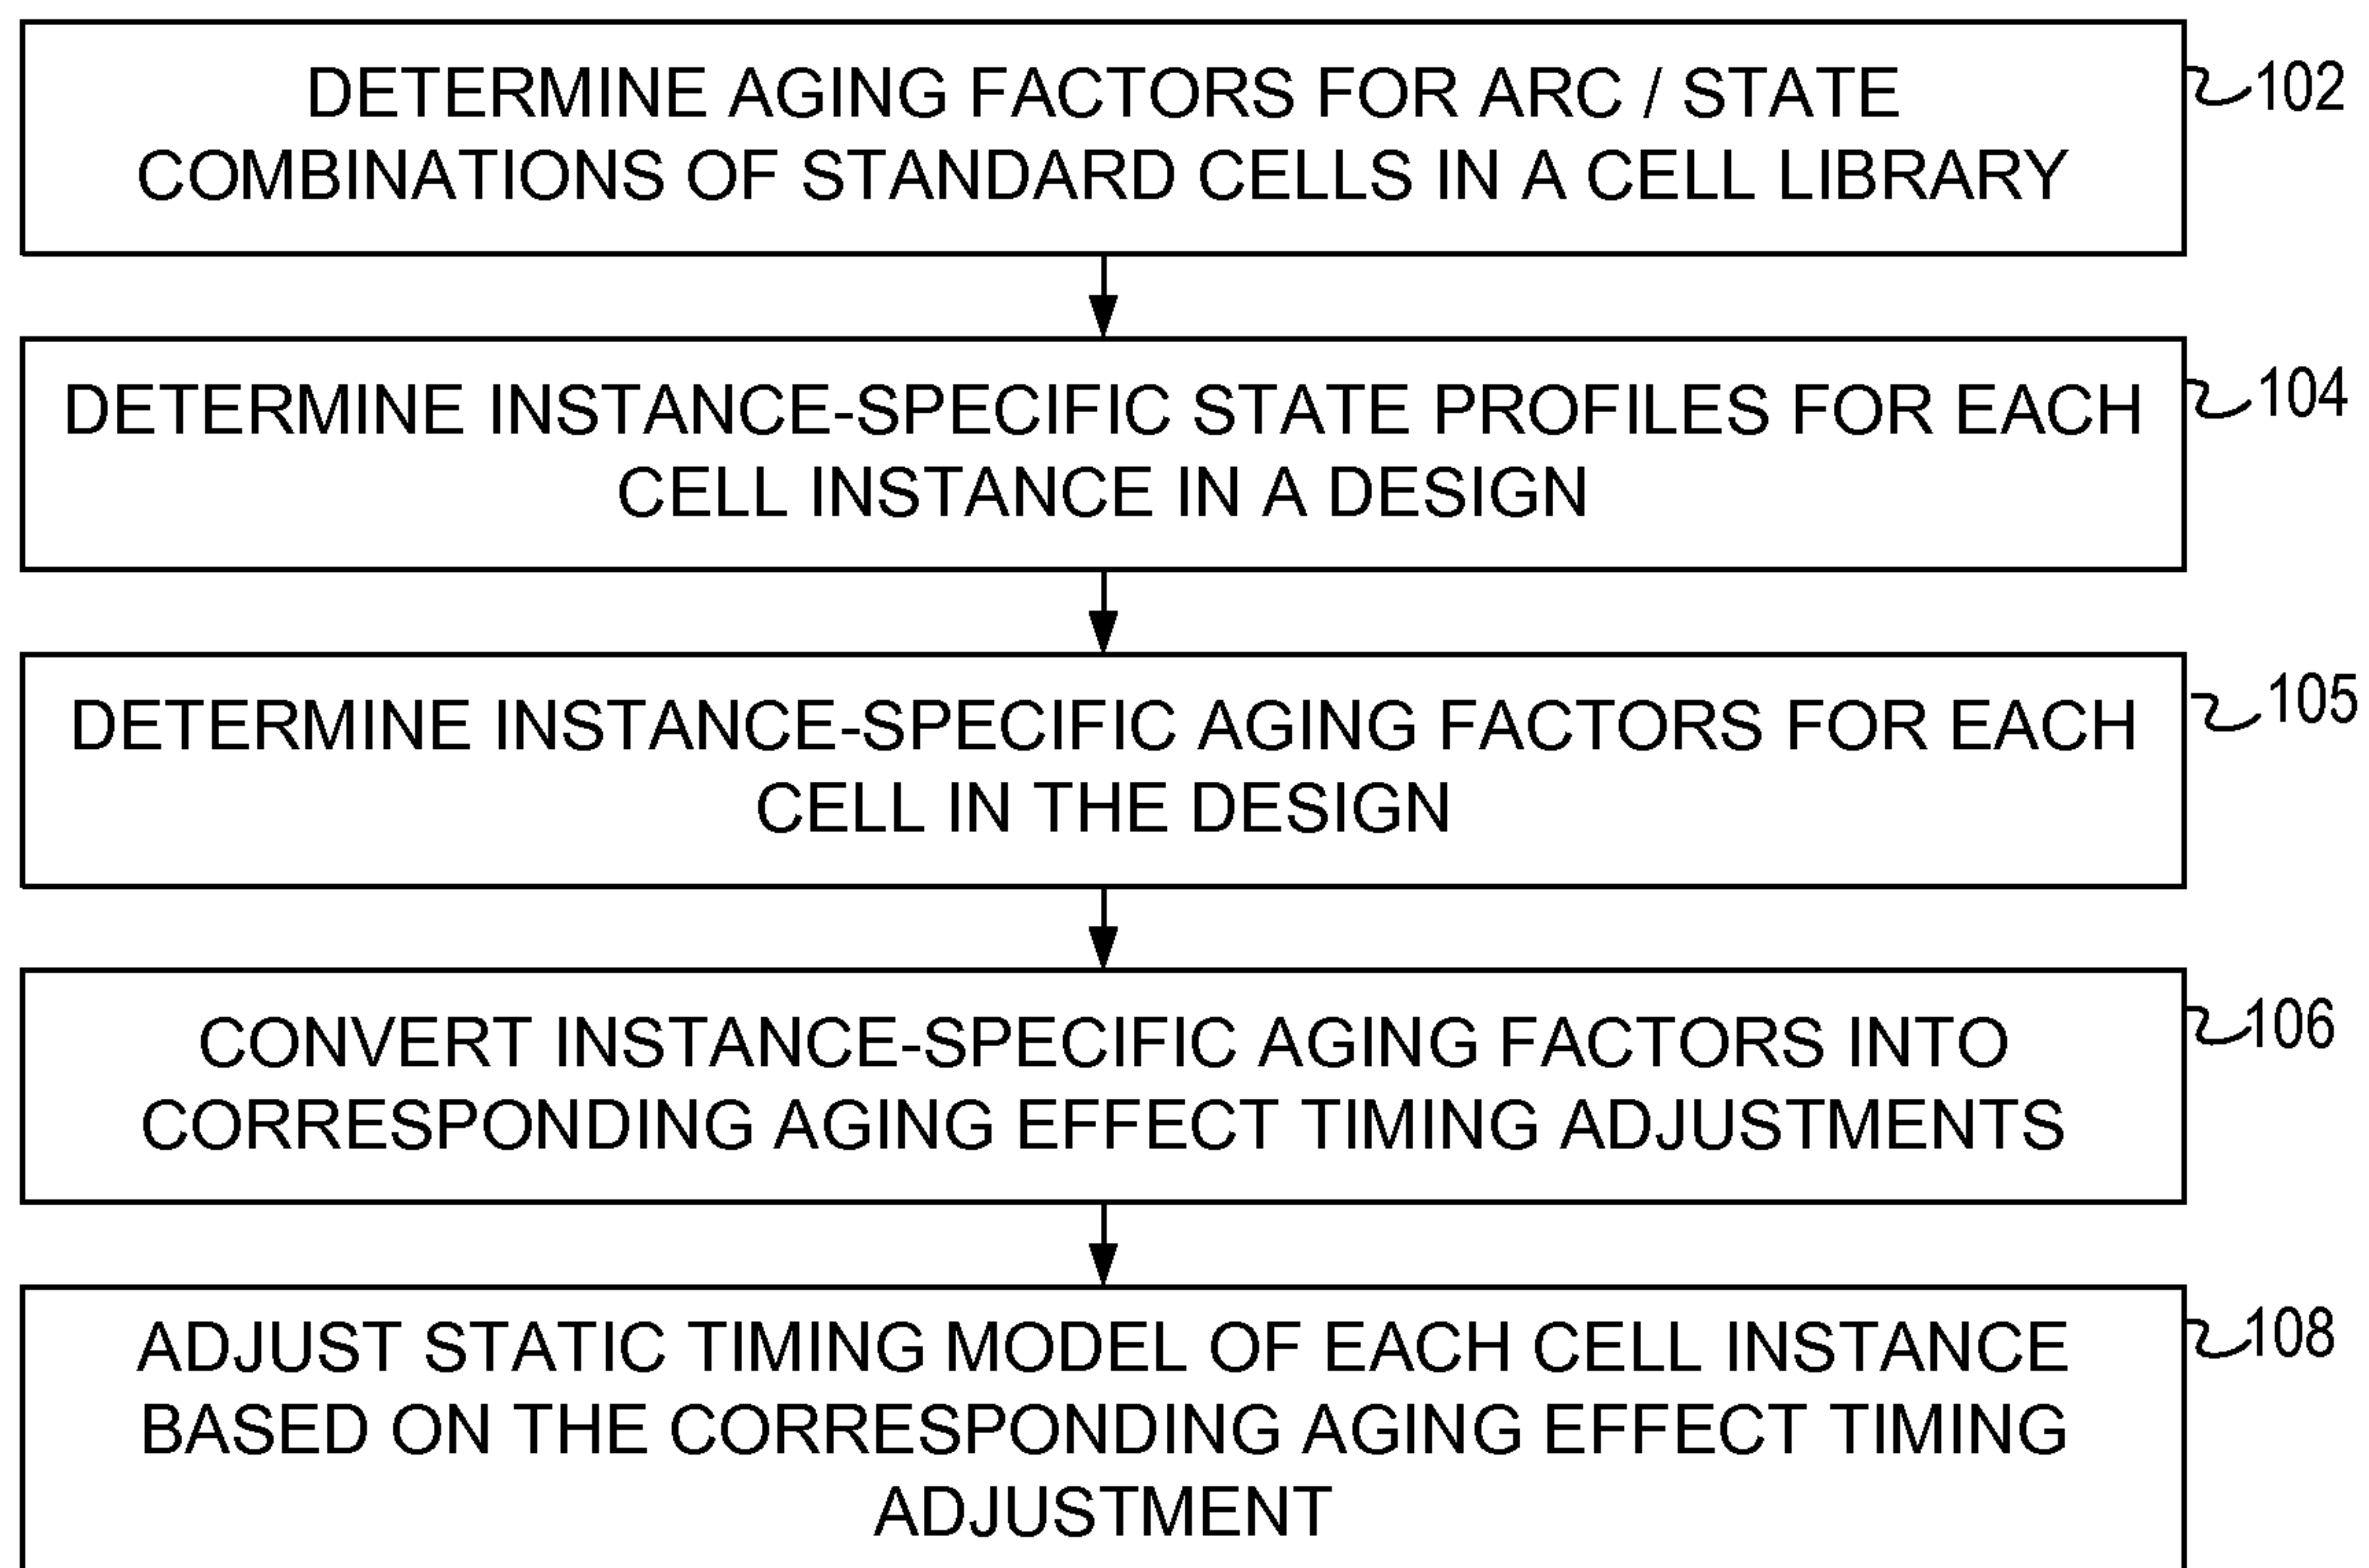 DETERMINE AGING FACTORS FOR ARC / STATE
COMBINATIONS OF STANDARD CELLS IN A CELL LIBRARY
102
DETERMINE INSTANCE-SPECIFIC STATE PROFILES FOR EACH
CELL INSTANCE IN A DESIGN
104
DETERMINE INSTANCE-SPECIFIC AGING FACTORS FOR EACH
CELL IN THE DESIGN
105
CONVERT INSTANCE-SPECIFIC AGING FACTORS INTO
CORRESPONDING AGING EFFECT TIMING ADJUSTMENTS
106
ADJUST STATIC TIMING MODEL OF EACH CELL INSTANCE
BASED ON THE CORRESPONDING AGING EFFECT TIMING
ADJUSTMENT
108